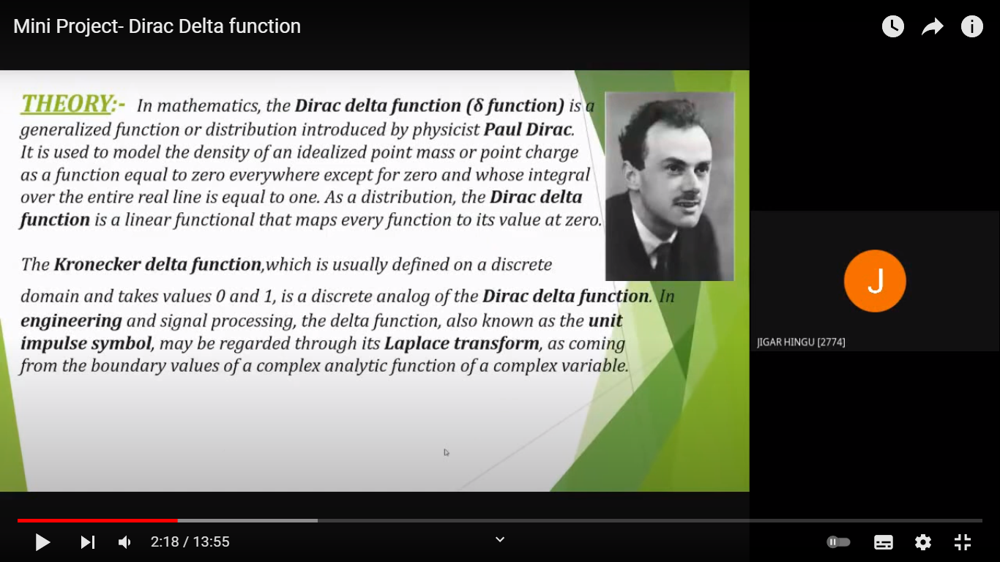 Mini Project- Dirac Delta function
THEORY:- In mathematics, the Dirac delta function (δ function) is a
generalized function or distribution introduced by physicist Paul Dirac.
It is used to model the density of an idealized point mass or point charge
as a function equal to zero everywhere except for zero and whose integral
over the entire real line is equal to one. As a distribution, the Dirac delta
function is a linear functional that maps every function to its value at zero.
The Kronecker delta function,which is usually defined on a discrete
domain and takes values 0 and 1, is a discrete analog of the Dirac delta function. In
engineering and signal processing, the delta function, also known as the unit
impulse symbol, may be regarded through its Laplace transform, as coming
from the boundary values of a complex analytic function of a complex variable.
J
JIGAR HINGU [2774]
2:18 / 13:55